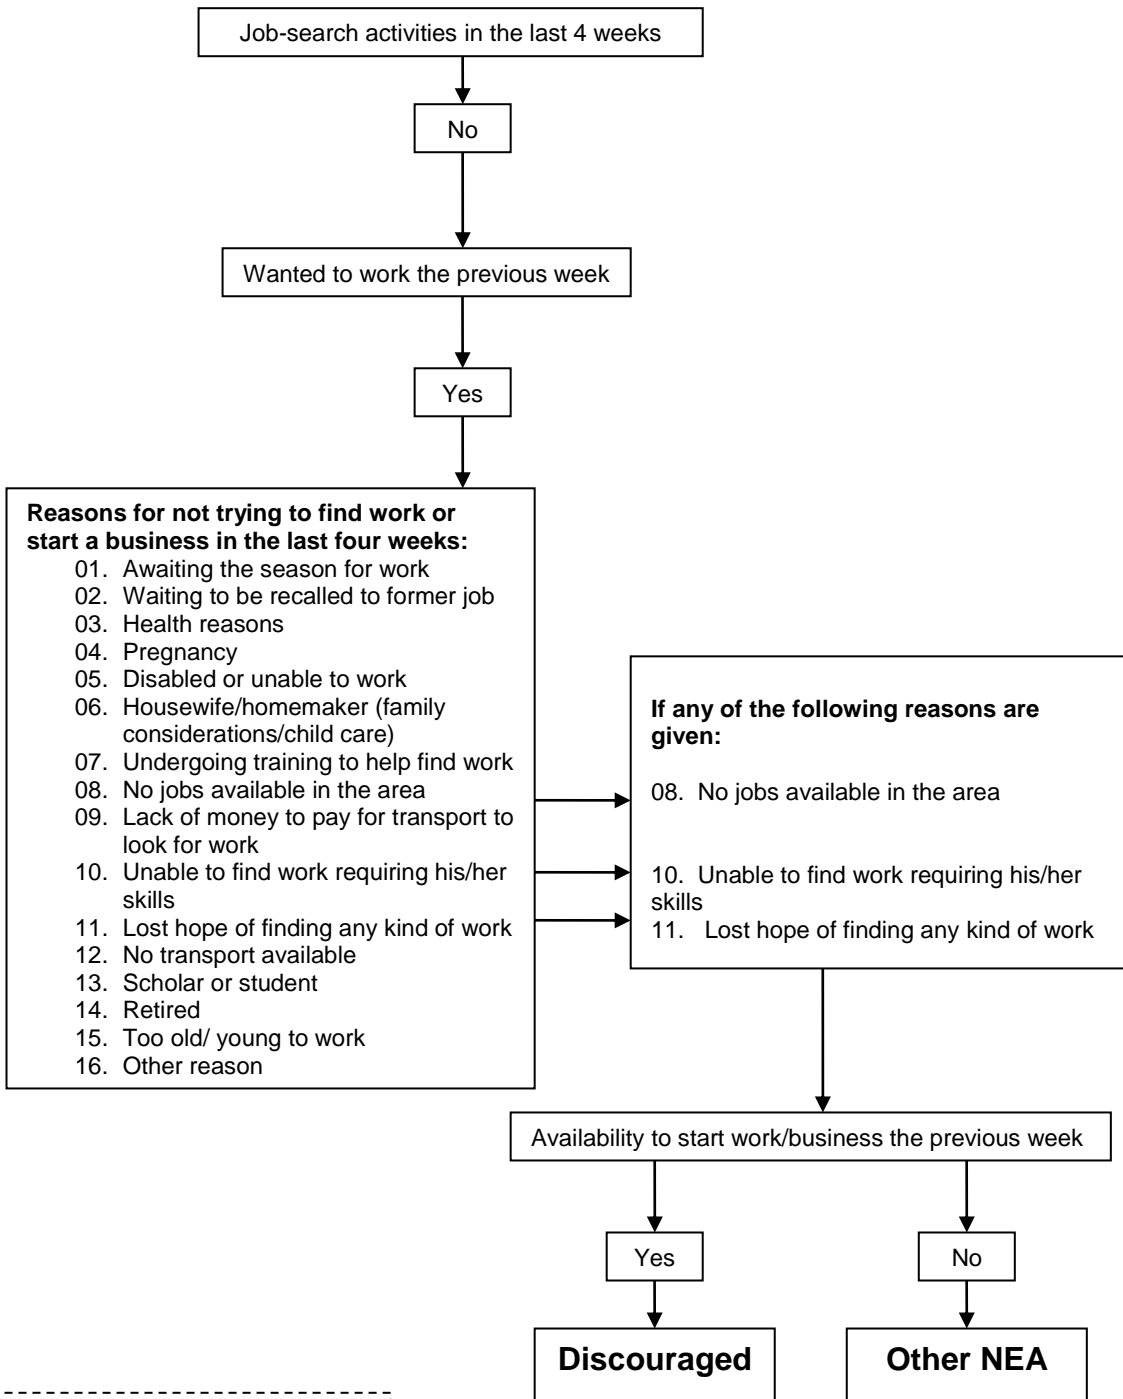 Job-search activities in the last 4 weeks
No
Wanted to work the previous week
Yes
Reasons for not trying to find work or
start a business in the last four weeks:
01. Awaiting the season for work
02. Waiting to be recalled to former job
03. Health reasons
04. Pregnancy
05. Disabled or unable to work
06. Housewife/homemaker (family
considerations/child care)
07. Undergoing training to help find work
08. No jobs available in the area
09. Lack of money to pay for transport to
look for work
10. Unable to find work requiring his/her
skills
11. Lost hope of finding any kind of work
12. No transport available
13. Scholar or student
14. Retired
15. Too old/ young to work
16. Other reason
If any of the following reasons are
given:
08. No jobs available in the area
10. Unable to find work requiring his/her
skills
11. Lost hope of finding any kind of work
Availability to start work/business the previous week
Yes
No
Discouraged
Other NEA